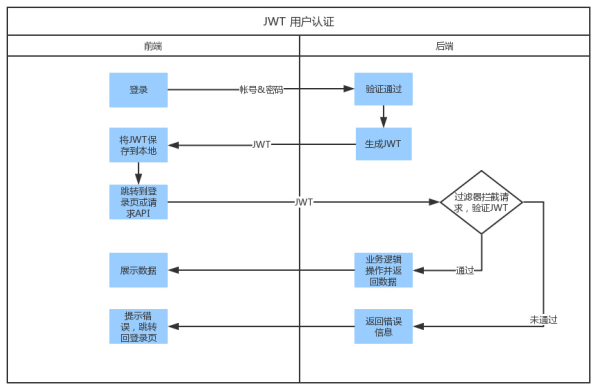 JWT 用户认证
前端
后端
登录
帐号&密码
验证通过
将JWT保
存到本地
JWT
生成JWT
跳转到登
录页或请
求API
JWT
过滤器拦截请
求，验证JWT
展示数据
业务逻辑
操作并返
回数据
通过
提示错
误，跳转
回登录页
返回错误
信息
未通过